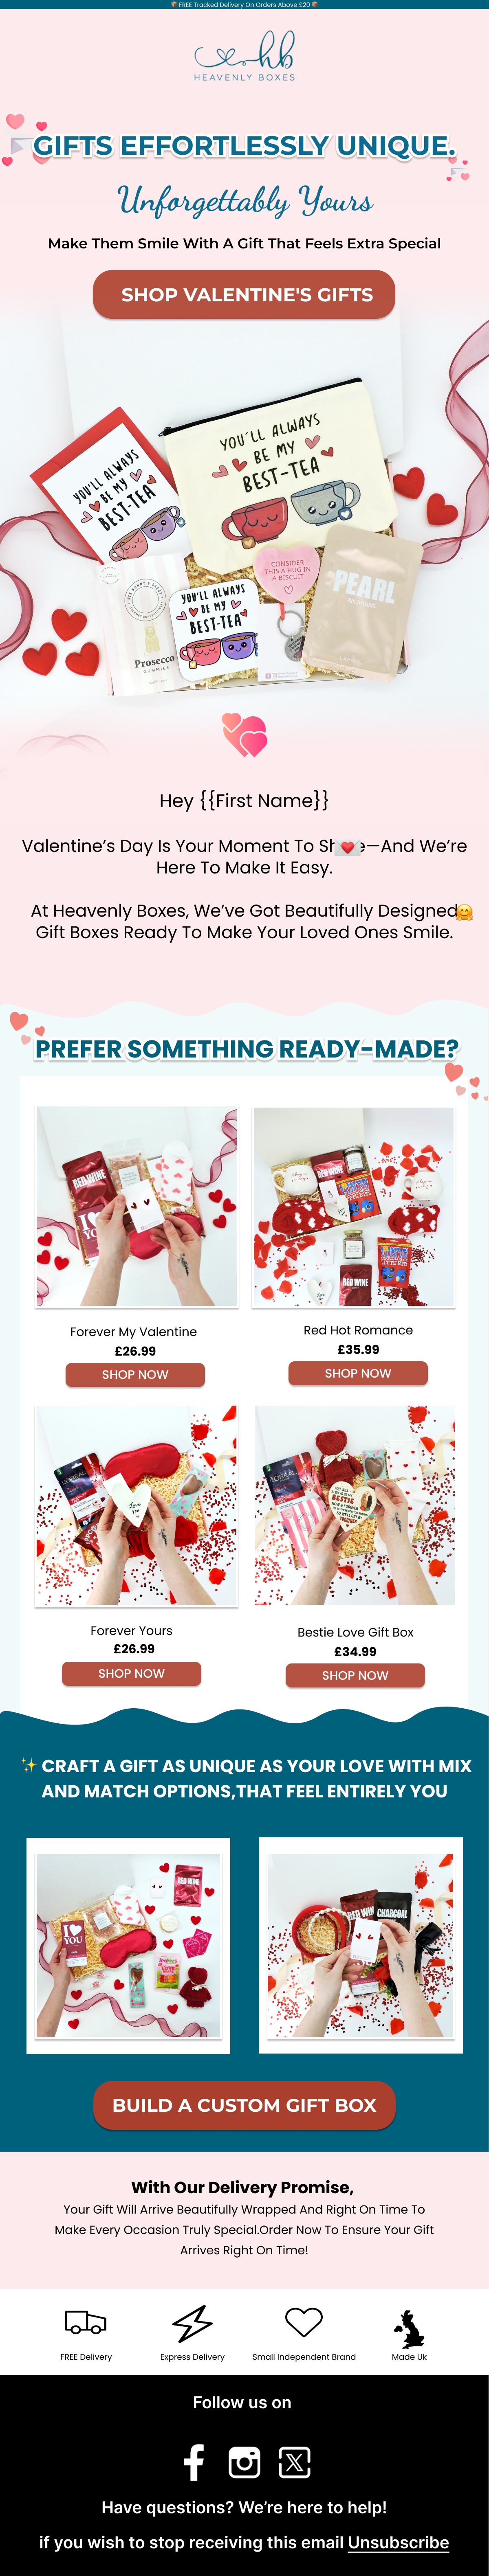 FREE Tracked Delivery On Orders Above £20
hb
HEAVENLY BOXES
GIFTS EFFORTLESSLY UNIQUE.
Unforgettably Yours
Make Them Smile With A Gift That Feels Extra Special
SHOP VALENTINE'S GIFTS
YOU'LL ALWAYS
BE MY
BEST-TEA
YOU'LL ALWAYS
BE MY
BEST-TEA
CONSIDER
THIS A HUG IN
A BISCUIT
PEARL
YOU'LL ALWAYS
BE MY
BEST-TEA
Prosecco
GUMMIES
Hey {{First Name}}
Valentine's Day Is Your Moment To Sh e—And We're
Here To Make It Easy.
At Heavenly Boxes, We've Got Beautifully Designed
Gift Boxes Ready To Make Your Loved Ones Smile.
PREFER SOMETHING READY-MADE?
RED WINE
I
YO
RED WINE
RED WINE
Forever My Valentine
£26.99
SHOP NOW
Red Hot Romance
£35.99
SHOP NOW
Love
you
BESTIE
Forever Yours
£26.99
SHOP NOW
Bestie Love Gift Box
£34.99
SHOP NOW
✨ CRAFT A GIFT AS UNIQUE AS YOUR LOVE WITH MIX
AND MATCH OPTIONS,THAT FEEL ENTIRELY YOU
RED WINE
I
YOU
RED WIN
CHARCOAL
BUILD A CUSTOM GIFT BOX
With Our Delivery Promise,
Your Gift Will Arrive Beautifully Wrapped And Right On Time To
Make Every Occasion Truly Special.Order Now To Ensure Your Gift
Arrives Right On Time!
FREE Delivery
Express Delivery
Small Independent Brand
Made Uk
Follow us on
Have questions? We're here to help!
if you wish to stop receiving this email Unsubscribe